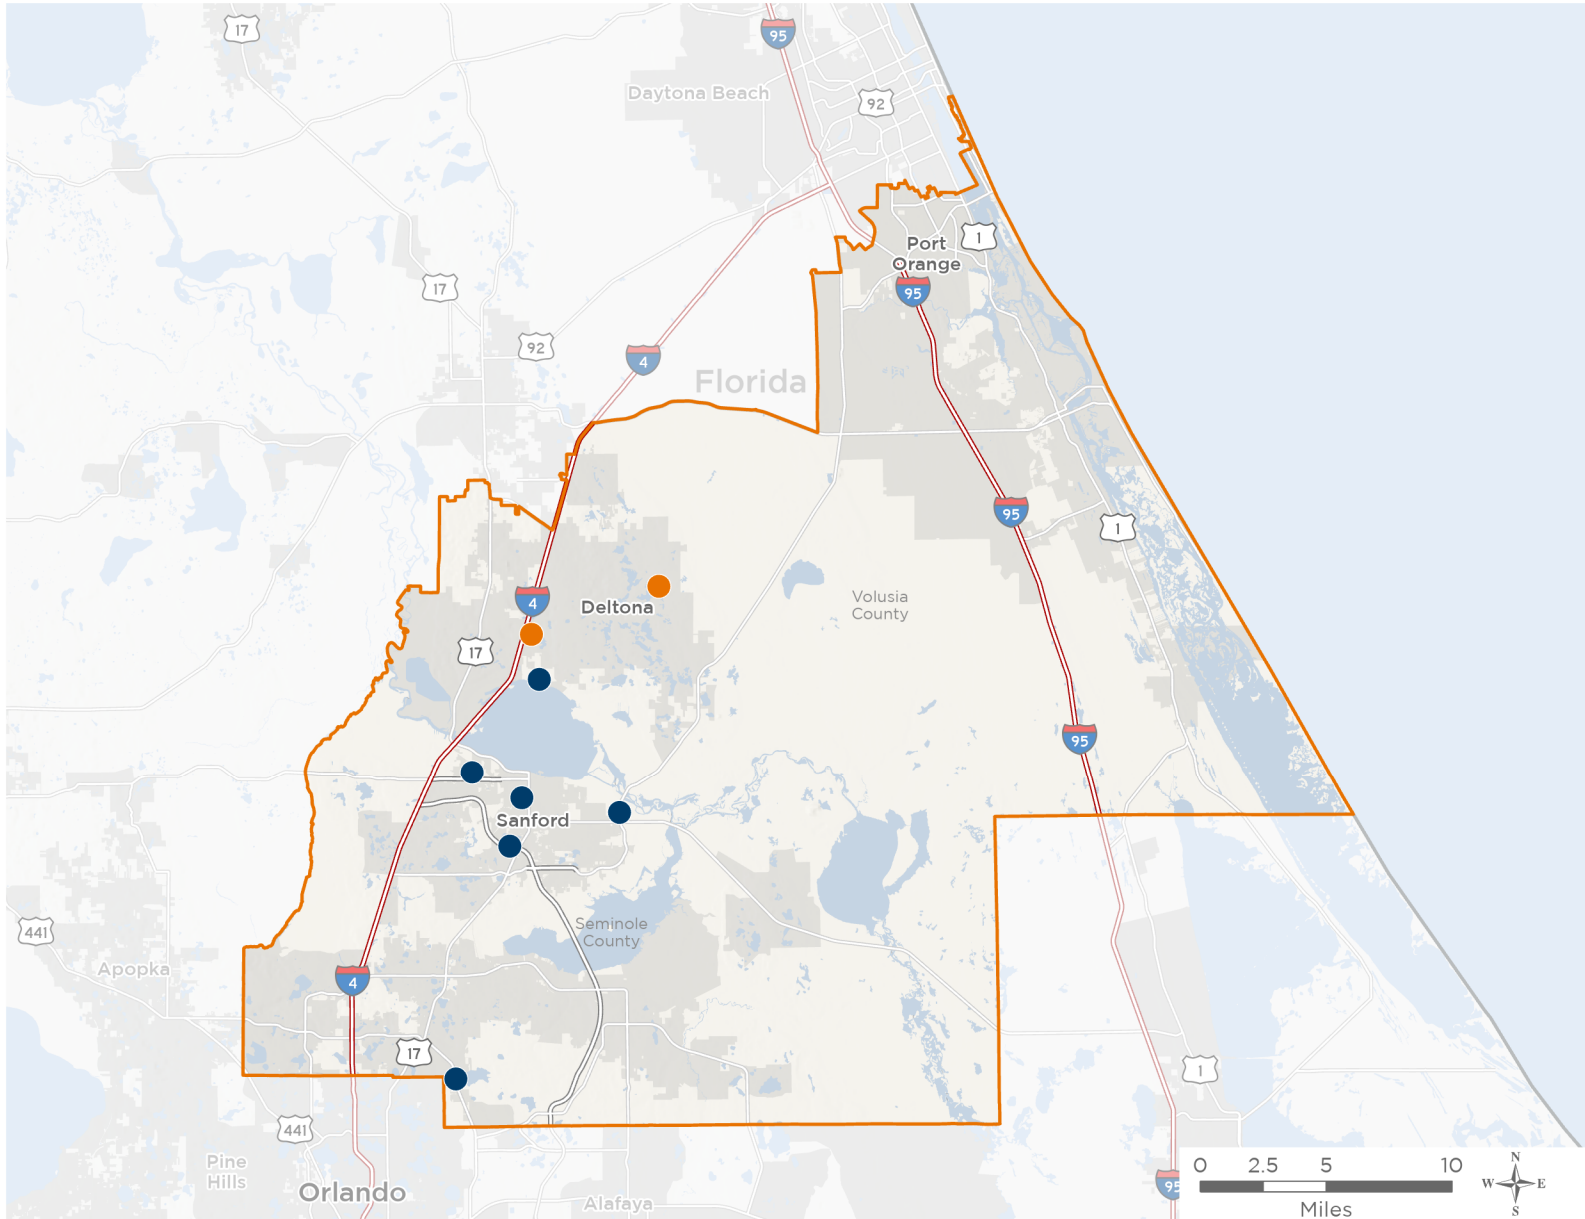 17
95
Daytona Beach
92
Port
Orange
1
17
95
92
4
Florida
95
1
4
Deltona
Volusia
County
17
95
Sanford
Seminole
County
441
Apopka
4
17
1
441
Pine
Hills
Orlando
Alafaya
95
0 2.5 5 10
Miles
N
W E
S